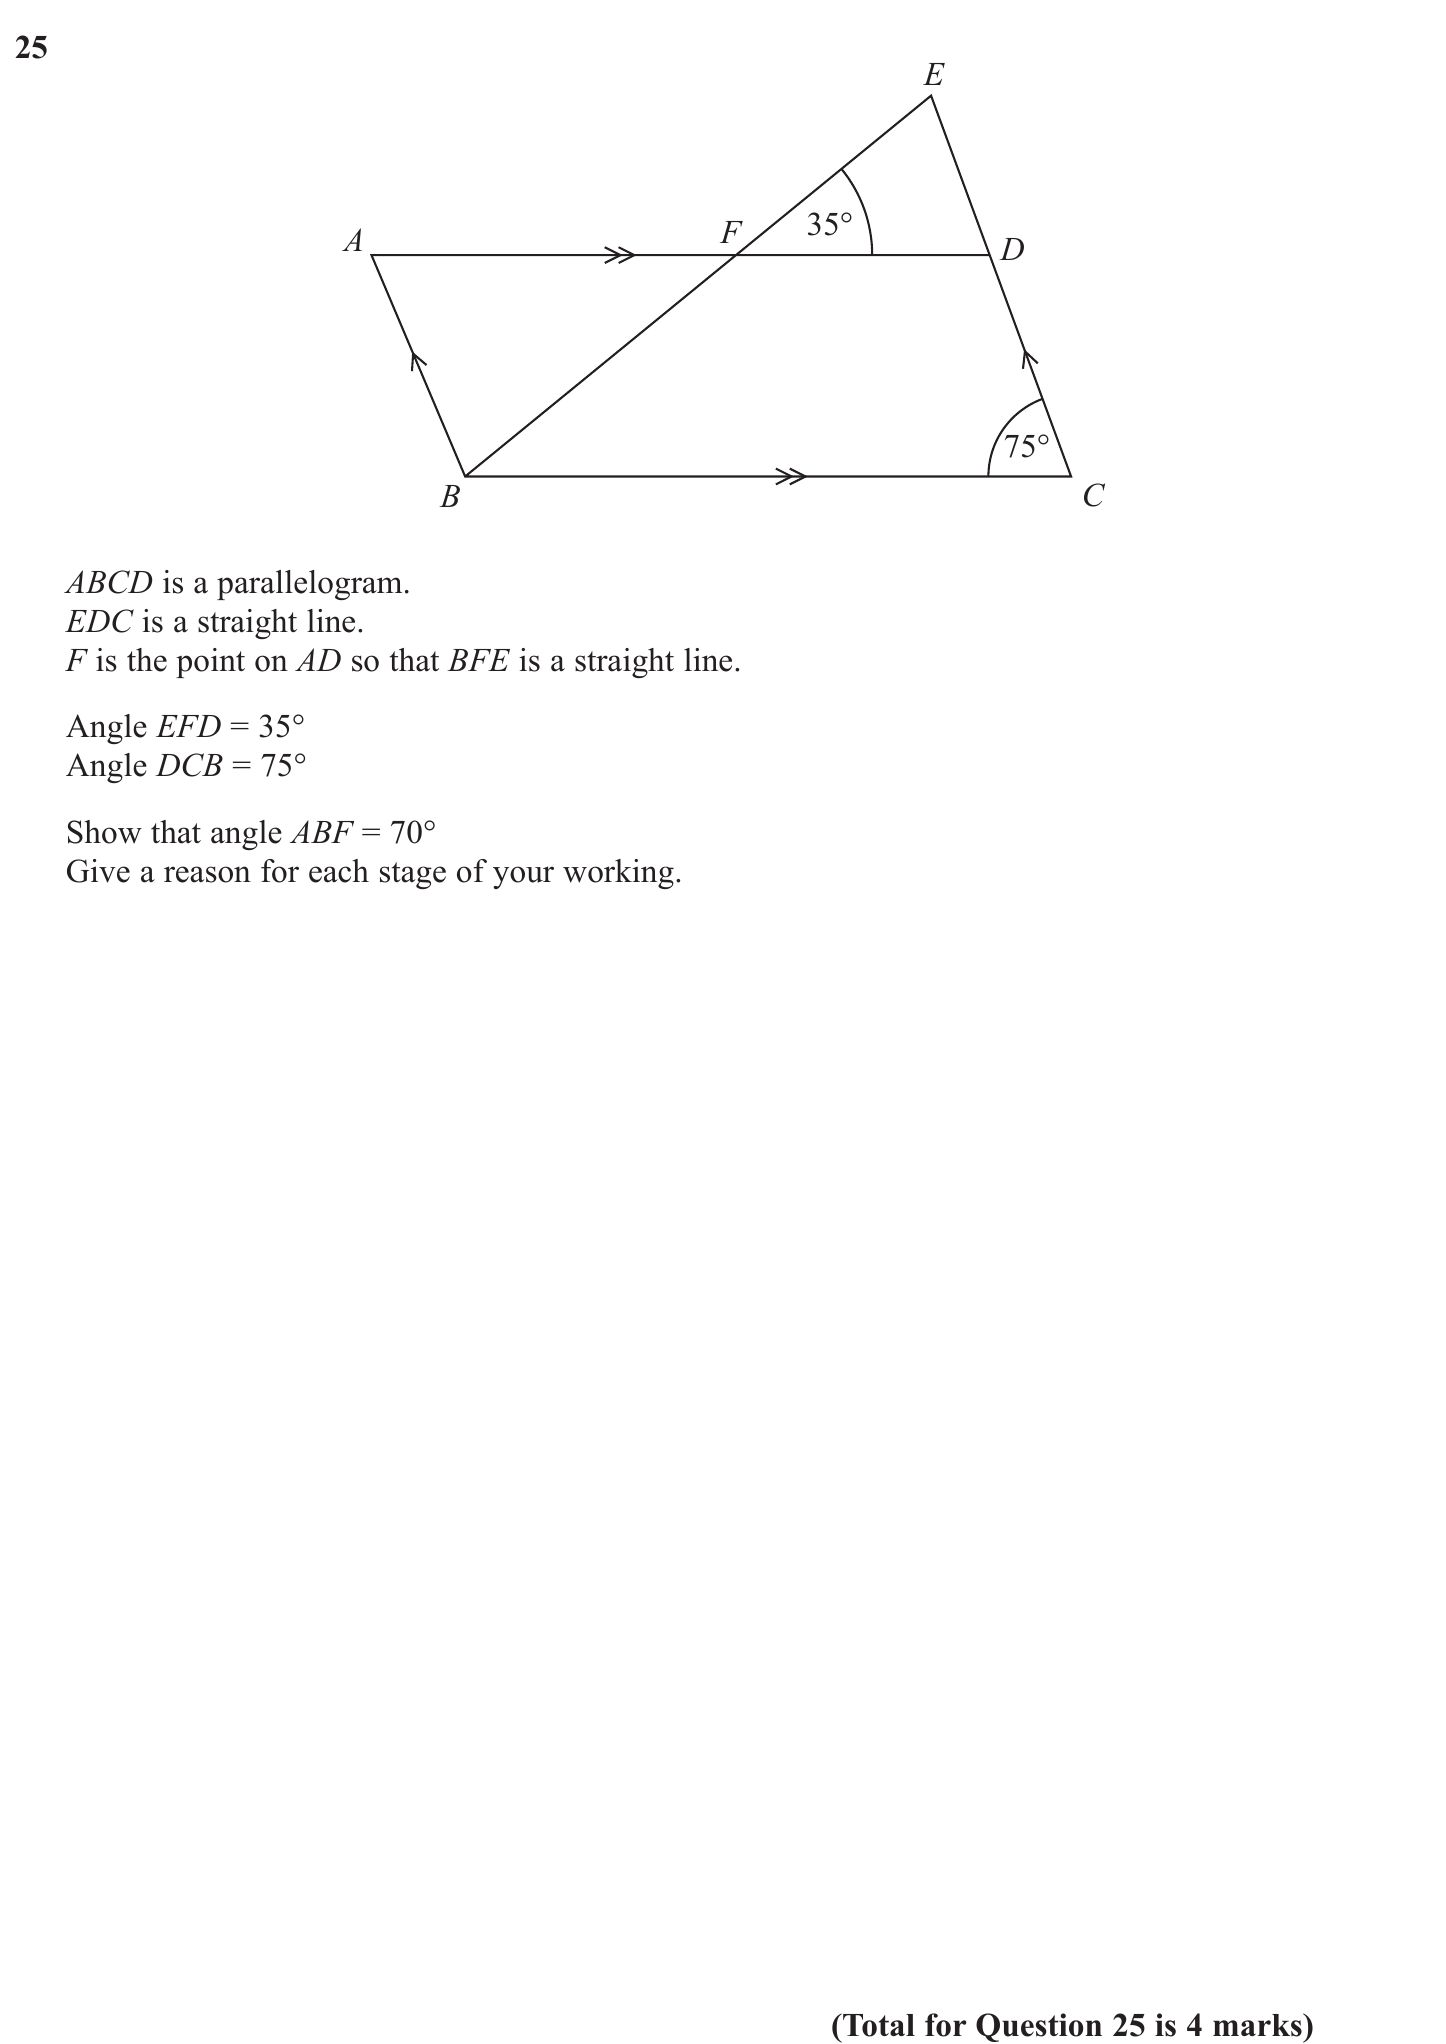 25
E
A
F
35°
D
75°
B
C
ABCD is a parallelogram.
EDC is a straight line.
F is the point on AD so that BFE is a straight line.
Angle EFD = 35°
Angle DCB = 75°
Show that angle ABF = 70°
Give a reason for each stage of your working.
(Total for Question 25 is 4 marks)